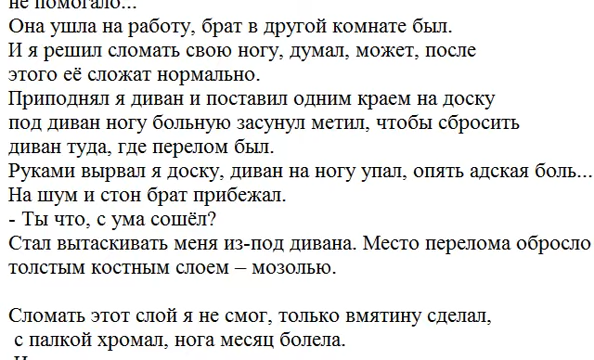 не помогало...
Она ушла на работу, брат в другой комнате был.
И я решил сломать свою ногу, думал, может, после
этого её сложат нормально.
Приподнял я диван и поставил одним краем на доску
под диван ногу больную засунул метил, чтобы сбросить
диван туда, где перелом был.
Руками вырвал я доску, диван на ногу упал, опять адская боль...
На шум и стон брат прибежал.
- Ты что, с ума сошёл?
Стал вытаскивать меня из-под дивана. Место перелома обросло
толстым костным слоем – мозолью.
Сломать этот слой я не смог, только вмятину сделал,
с палкой хромал, нога месяц болела.